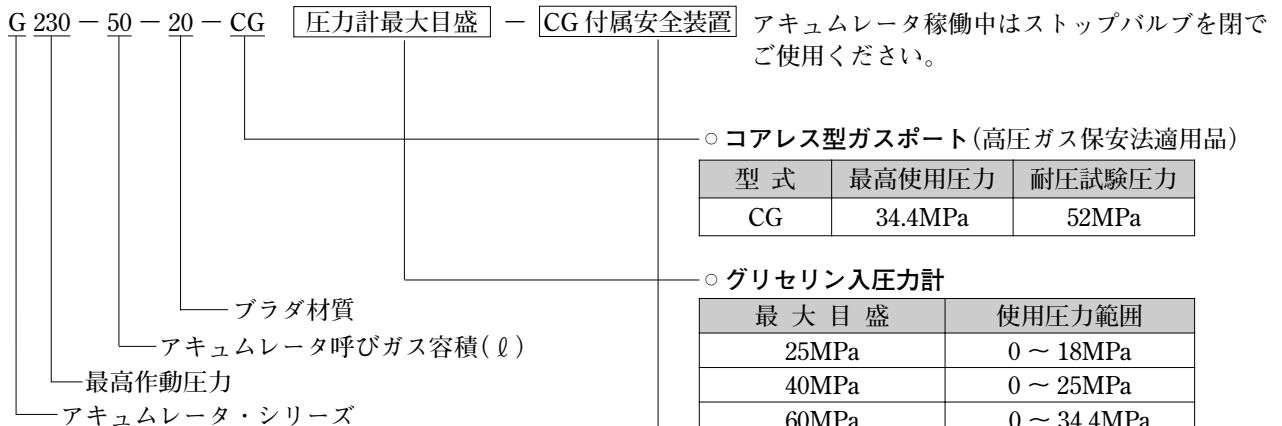 G 230 − 50 − 20 − CG 圧力計最大目盛 − CG 付属安全装置
アキュムレータ稼働中はストップバルブを閉で
ご使用ください。
○ コアレス型ガスポート(高圧ガス保安法適用品)
型 式 最高使用圧力 耐圧試験圧力
CG 34.4MPa 52MPa
○ グリセリン入圧力計
最 大 目 盛 使用圧力範囲
25MPa 0 ～ 18MPa
40MPa 0 ～ 25MPa
60MPa 0 ～ 34.4MPa
ブラダ材質
アキュムレータ呼びガス容積(ℓ)
最高作動圧力
アキュムレータ・シリーズ